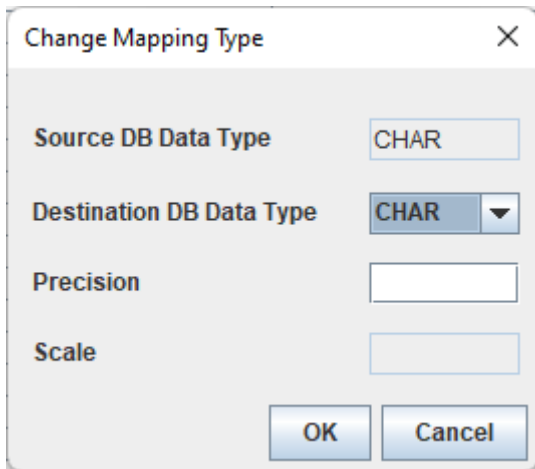 Change Mapping Type
Source DB Data Type CHAR
Destination DB Data Type CHAR
Precision
Scale
OK Cancel